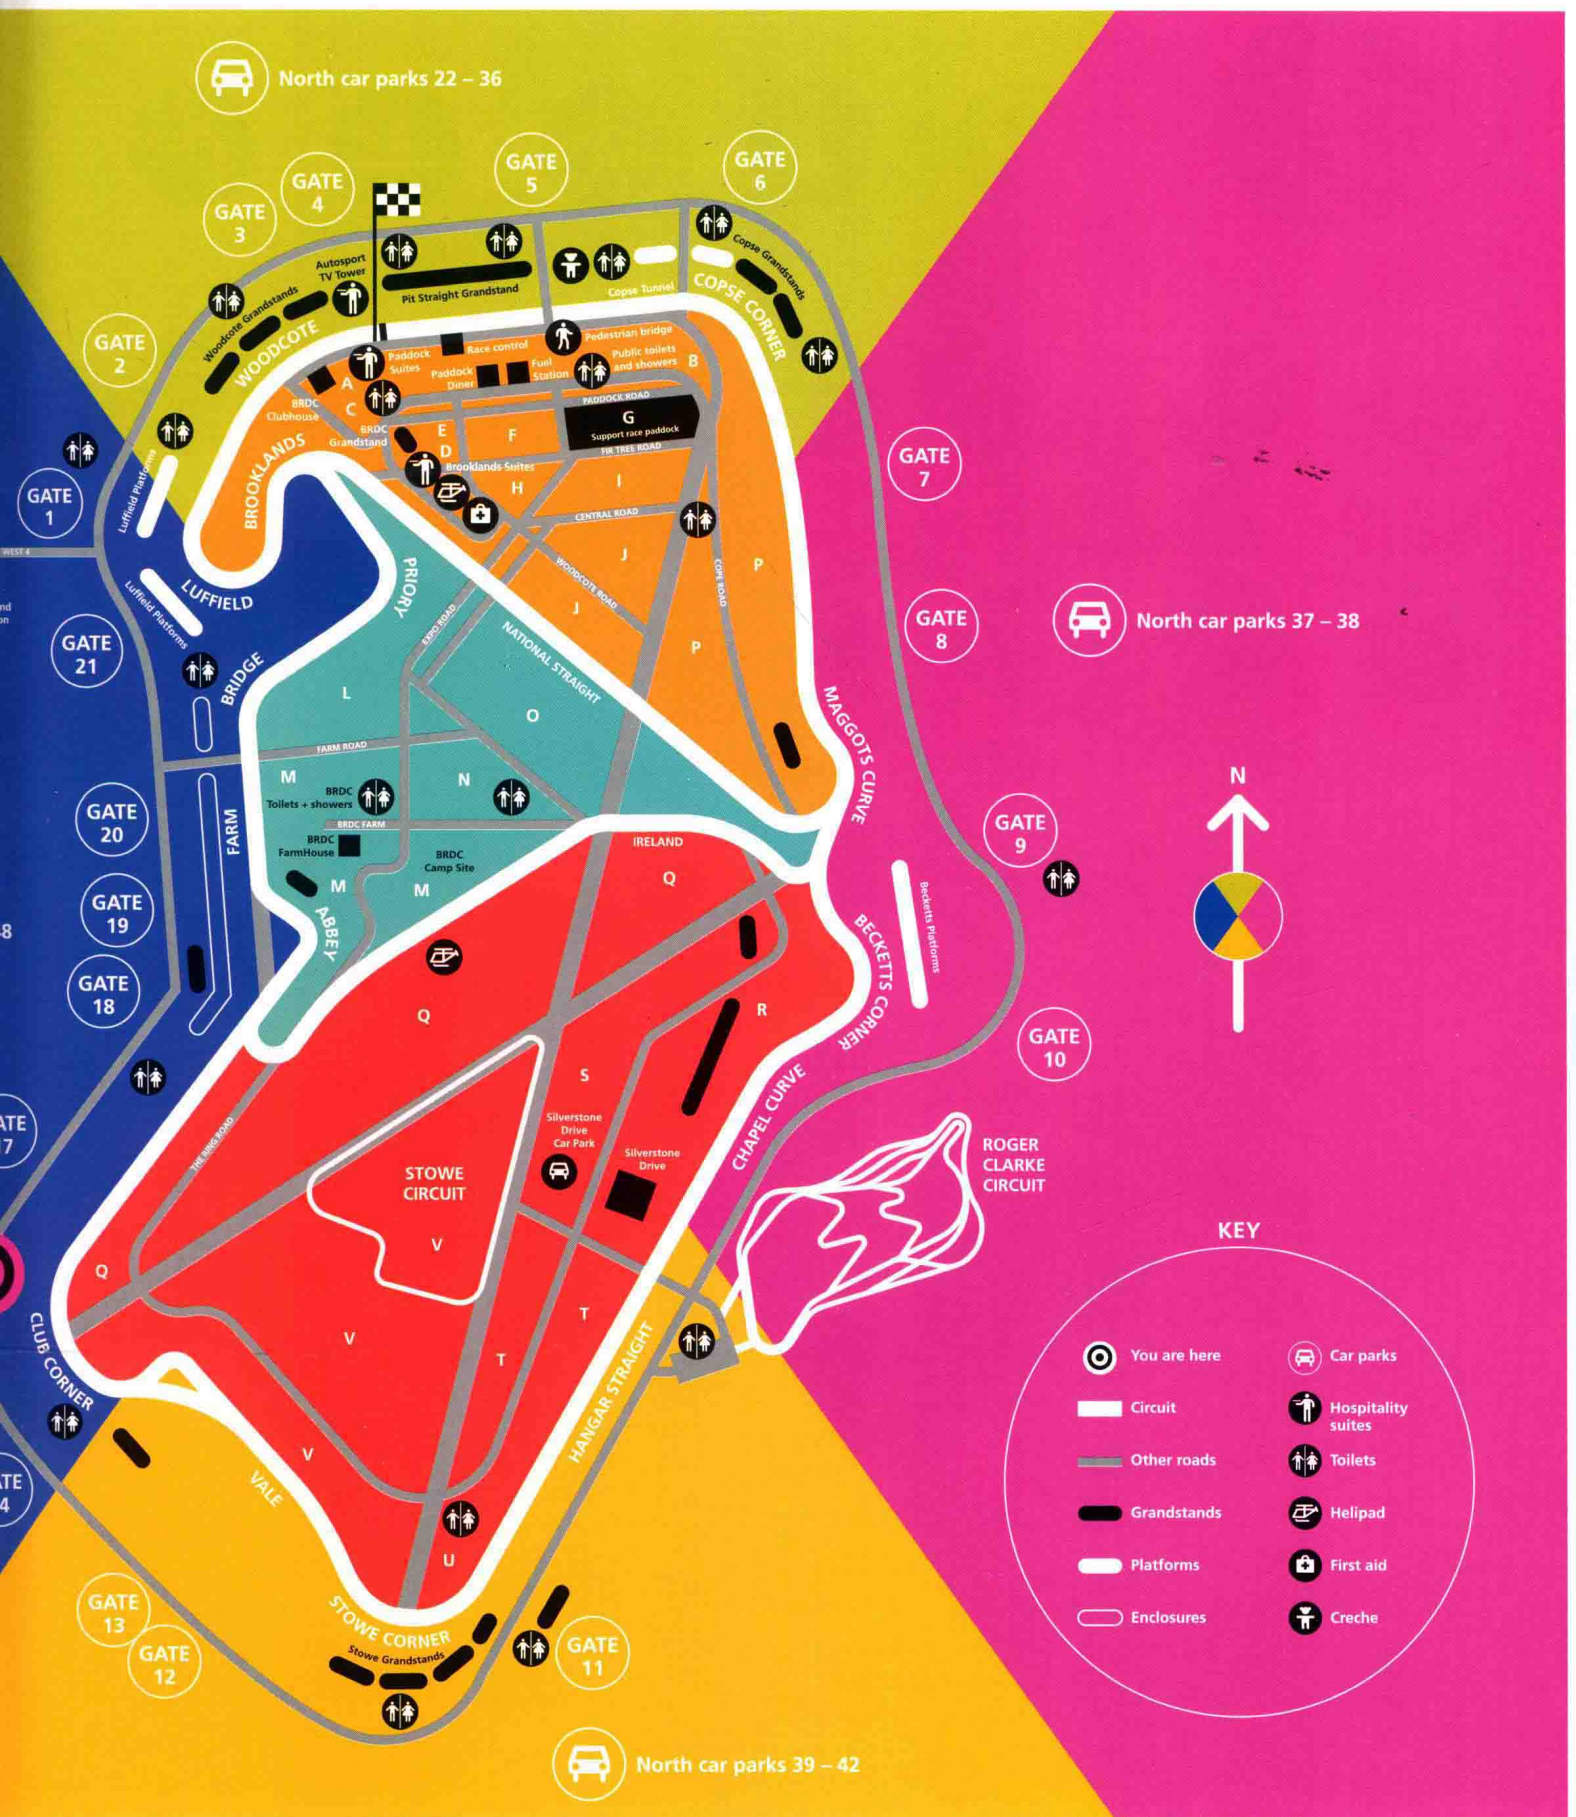 North car parks 22 – 36
GATE
6
GATE
5
GATE
4
GATE
3
GATE
2
GATE
1
WEST 4
Autosport
TV Tower
Woodcote Grandstands
WOODCOTE
Pit Straight Grandstand
Copse Tunnel
Copse Grandstands
COPSE CORNER
Pedestrian bridge
Race control
Paddock
Suites
Paddock
Diner
Fuel
Station
Public toilets
and showers
A
B
C
BRDC
Clubhouse
BRDC
Grandstand
PADDOCK ROAD
G
Support race paddock
FIR TREE ROAD
E
F
D
Brooklands Suites
BROOKLANDS
H
I
CENTRAL ROAD
J
J
WOODCOTE ROAD
COPE ROAD
P
P
Luffield Platforms
LUFFIELD
Luffield Platforms
PRIORY
EXPO ROAD
NATIONAL STRAIGHT
GATE
7
GATE
8
North car parks 37 – 38
GATE
21
BRIDGE
L
O
FARM ROAD
M
N
BRDC
Toilets + showers
BRDC FARM
BRDC
FarmHouse
BRDC
Camp Site
M
M
FARM
ABBEY
MAGGOTS CURVE
GATE
20
GATE
19
GATE
18
GATE
9
N
IRELAND
Q
Becketts Platforms
BECKETTS CORNER
Q
R
S
GATE
10
CHAPEL CURVE
Silverstone
Drive
Car Park
Silverstone
Drive
THE RING ROAD
STOWE
CIRCUIT
V
ROGER
CLARKE
CIRCUIT
Q
V
T
T
V
HANGAR STRAIGHT
CLUB CORNER
VALE
U
STOWE CORNER
Stowe Grandstands
GATE
13
GATE
12
GATE
11
North car parks 39 – 42
KEY
You are here
Circuit
Other roads
Grandstands
Platforms
Enclosures
Car parks
Hospitality
suites
Toilets
Helipad
First aid
Creche